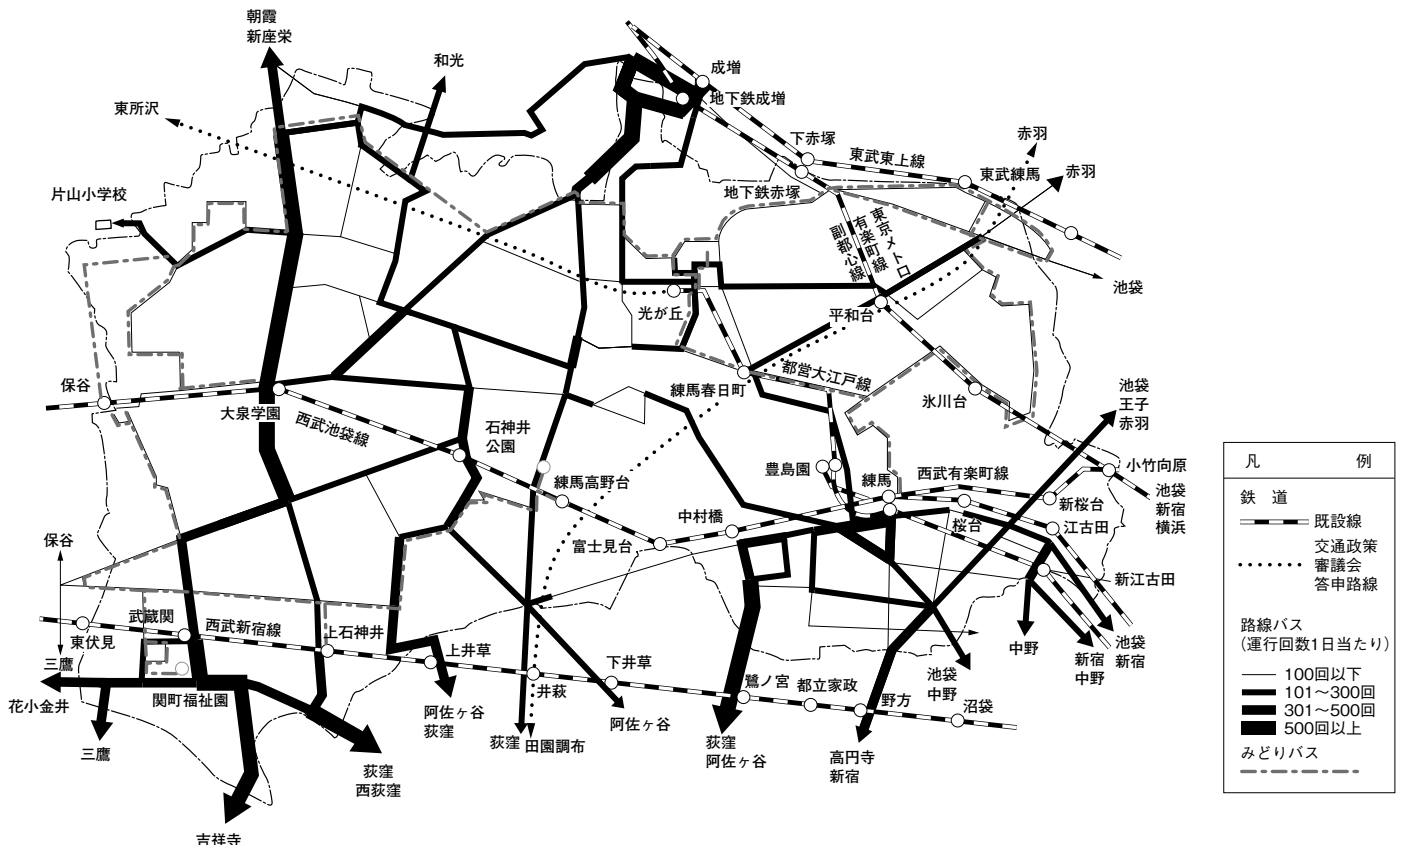 朝霞
新座栄
和光
東所沢
片山小学校
成増
地下鉄成増
下赤塚
東武東上線
赤羽
東武練馬
赤羽
地下鉄赤塚
東京メトロ
有楽町線
副都心線
池袋
光が丘
平和台
保谷
大泉学園
西武池袋線
石神井
公園
練馬春日町
都営大江戸線
氷川台
池袋
王子
赤羽
豊島園
練馬
西武有楽町線
小竹向原
新桜台
池袋
新宿
横浜
練馬高野台
中村橋
富士見台
桜台
江古田
新江古田
保谷
東伏見
武蔵関
西武新宿線
上石神井
上井草
下井草
井荻
鷺ノ宮
都立家政
野方
沼袋
池袋
中野
中野
新宿
中野
池袋
新宿
三鷹
花小金井
関町福祉園
三鷹
阿佐ヶ谷
荻窪
荻窪
田園調布
阿佐ヶ谷
荻窪
阿佐ヶ谷
高円寺
新宿
荻窪
西荻窪
吉祥寺
凡 例
鉄 道
既設線
交通政策
審議会
答申路線
路線バス
(運行回数1日当たり)
100回以下
101〜300回
301〜500回
500回以上
みどりバス